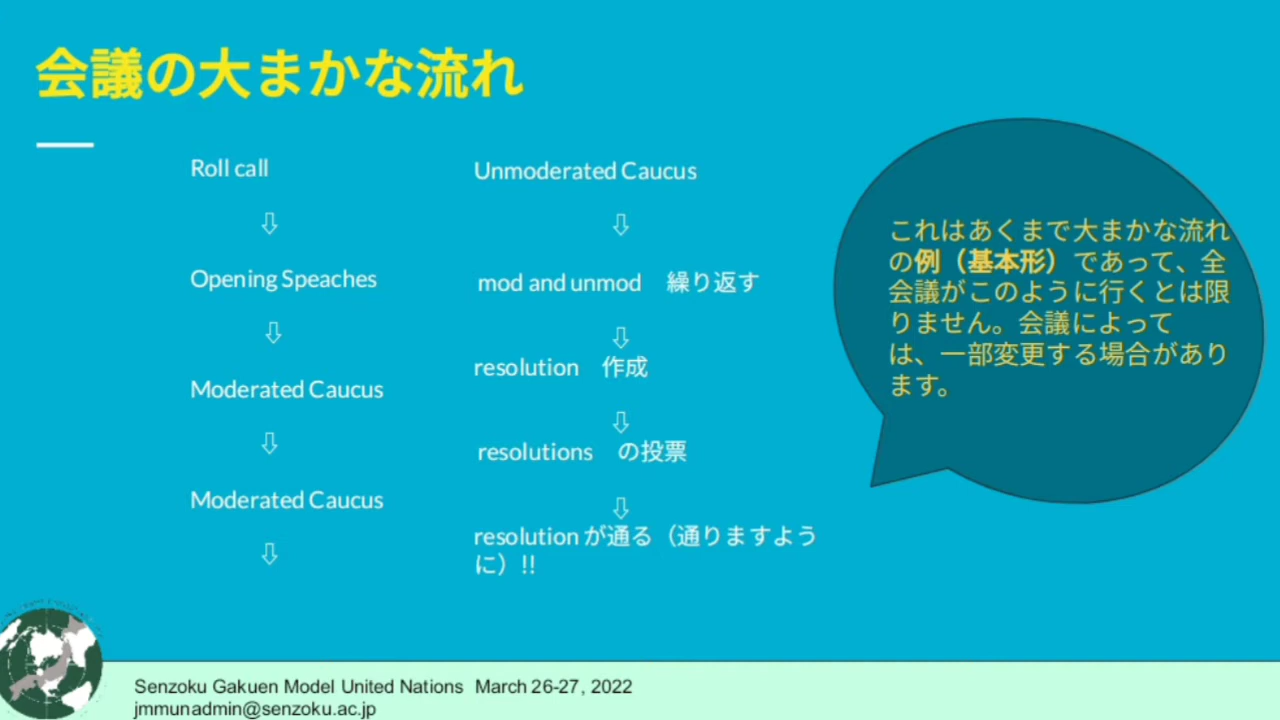 会議の大まかな流れ
Roll call
⇩
Opening Speaches
⇩
Moderated Caucus
⇩
Moderated Caucus
⇩
Unmoderated Caucus
⇩
mod and unmod　繰り返す
⇩
resolution　作成
⇩
resolutions　の投票
⇩
resolution が通る（通りますよう
に）!!
これはあくまで大まかな流れ
の例（基本形）であって、全
会議がこのように行くとは限
りません。会議によって
は、一部変更する場合があり
ます。
Senzoku Gakuen Model United Nations  March 26-27, 2022
jmmunadmin@senzoku.ac.jp